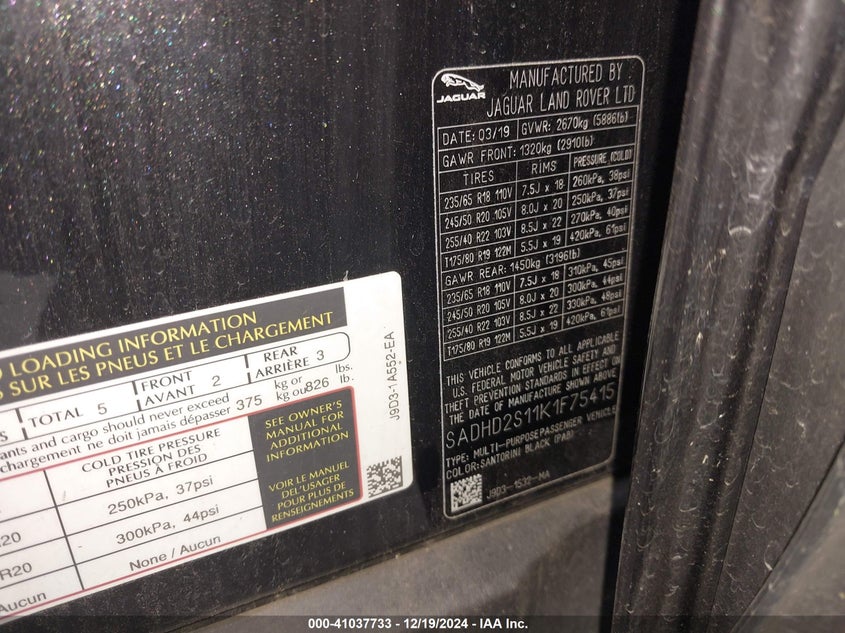 JAGUAR
MANUFACTURED BY
JAGUAR LAND ROVER LTD
DATE: 03/19 GVWR: 2670kg (5886lb)
GAWR FRONT: 1320kg (2910lb)
TIRES RIMS PRESSURE (COLD)
235/65 R18 110V 7.5J x 18 260kPa, 38psi
245/50 R20 105V 8.0J x 20 250kPa, 37psi
255/40 R22 103V 8.5J x 22 270kPa, 40psi
T175/80 R19 122M 5.5J x 19 420kPa, 61psi
GAWR REAR: 1450kg (3196lb)
235/65 R18 110V 7.5J x 18 310kPa, 45psi
245/50 R20 105V 8.0J x 20 300kPa, 44psi
255/40 R22 103V 8.5J x 22 330kPa, 48psi
T175/80 R19 122M 5.5J x 19 420kPa, 61psi
THIS VEHICLE CONFORMS TO ALL APPLICABLE
U.S. FEDERAL MOTOR VEHICLE SAFETY AND
THEFT PREVENTION STANDARDS IN EFFECT ON
THE DATE OF MANUFACTURE SHOWN ABOVE
SADHD2S11K1F75415
TYPE: MULTI-PURPOSE PASSENGER VEHICLE
COLOR: SANTORINI BLACK (PAB)
J9D3-1532-MA
LOADING INFORMATION
SUR LES PNEUS ET LE CHARGEMENT
TOTAL 5 FRONT AVANT 2 REAR ARRIÈRE 3
and cargo should never exceed 375 kg or 826 lb.
chargement ne doit jamais dépasser kg ou lb.
COLD TIRE PRESSURE
PRESSION DES
PNEUS À FROID
250kPa, 37psi
300kPa, 44psi
R20 None / Aucun
Aucun
SEE OWNER'S
MANUAL FOR
ADDITIONAL
INFORMATION
VOIR LE MANUEL
DE L'USAGER
POUR PLUS DE
RENSEIGNEMENTS
J9D3-1A552-EA
000-41037733 - 12/19/2024 - IAA Inc.